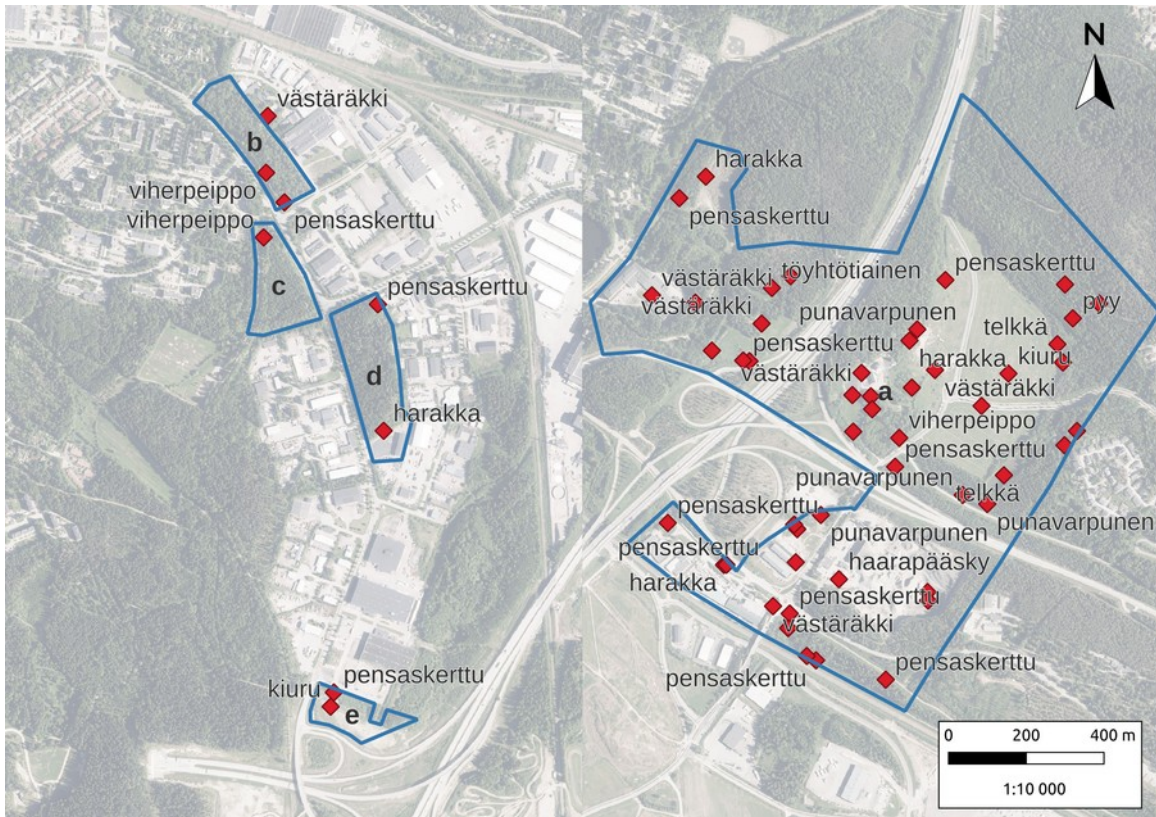 N
västäräkki
b
viherpeippo
viherpeippo
pensaskerttu
c
pensaskerttu
d
harakka
pensaskerttu
kiuru
e
harakka
pensaskerttu
töyhtötiainen
västäräkki
västäräkki
pensaskerttu
pyy
punavarpunen
telkkä
pensaskerttu
harakka
kiuru
västäräkki
västäräkki
a
viherpeippo
pensaskerttu
punavarpunen
telkkä
punavarpunen
pensaskerttu
punavarpunen
pensaskerttu
haarapääsky
harakka
pensaskerttu
västäräkki
pensaskerttu
pensaskerttu
0 200 400 m
1:10 000